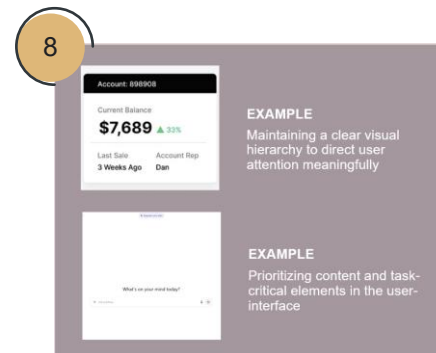 8
Account: 898908
Current Balance
$7,689 ▲ 33%
Last Sale Account Rep
3 Weeks Ago Dan
EXAMPLE
Maintaining a clear visual
hierarchy to direct user
attention meaningfully
What's on your mind today?
EXAMPLE
Prioritizing content and task-
critical elements in the user-
interface